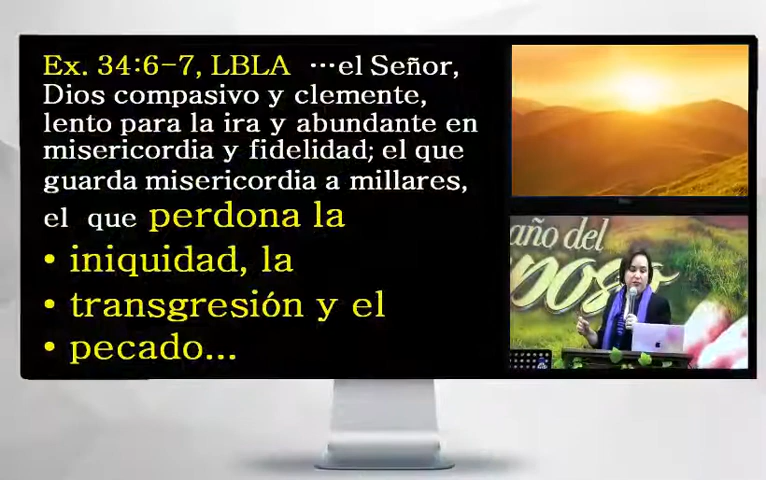 Ex. 34:6-7, LBLA ...el Señor,
Dios compasivo y clemente,
lento para la ira y abundante en
misericordia y fidelidad; el que
guarda misericordia a millares,
el que perdona la
• iniquidad, la
• transgresión y el
• pecado...
año del